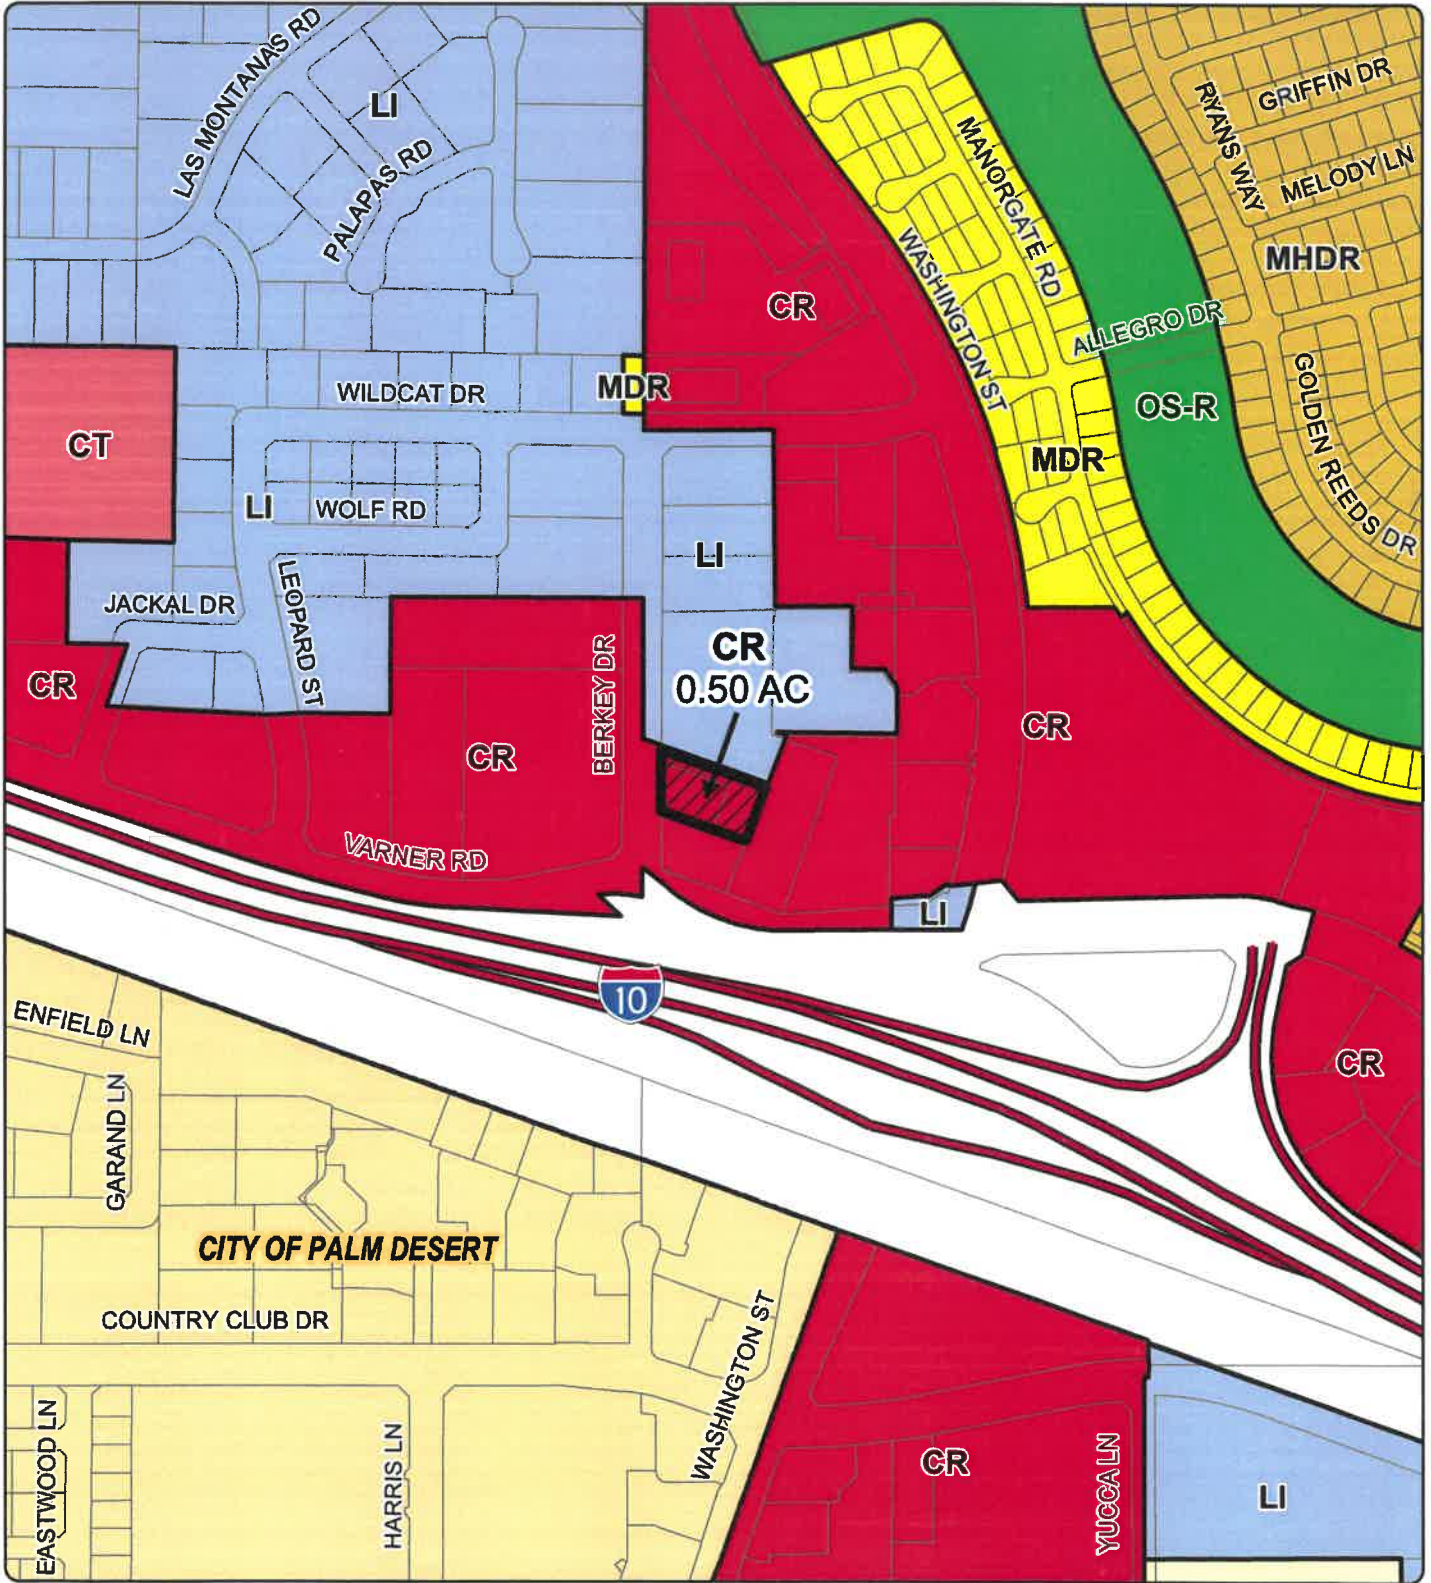 LAS MONTANAS RD
LI
PALAPAS RD
MANORGATE RD
RYANS WAY
GRIFFIN DR
MELODY LN
MHDR
WASHINGTON ST
CR
ALLEGRO DR
WILDCAT DR
MDR
OS-R
GOLDEN REEDS DR
CT
LI
WOLF RD
MDR
LI
JACKAL DR
LEOPARD ST
BERKEY DR
CR
0.50 AC
CR
CR
CR
VARNER RD
LI
10
ENFIELD LN
GARAND LN
CR
CITY OF PALM DESERT
COUNTRY CLUB DR
WASHINGTON ST
EASTWOOD LN
HARRIS LN
CR
YUCCA LN
LI